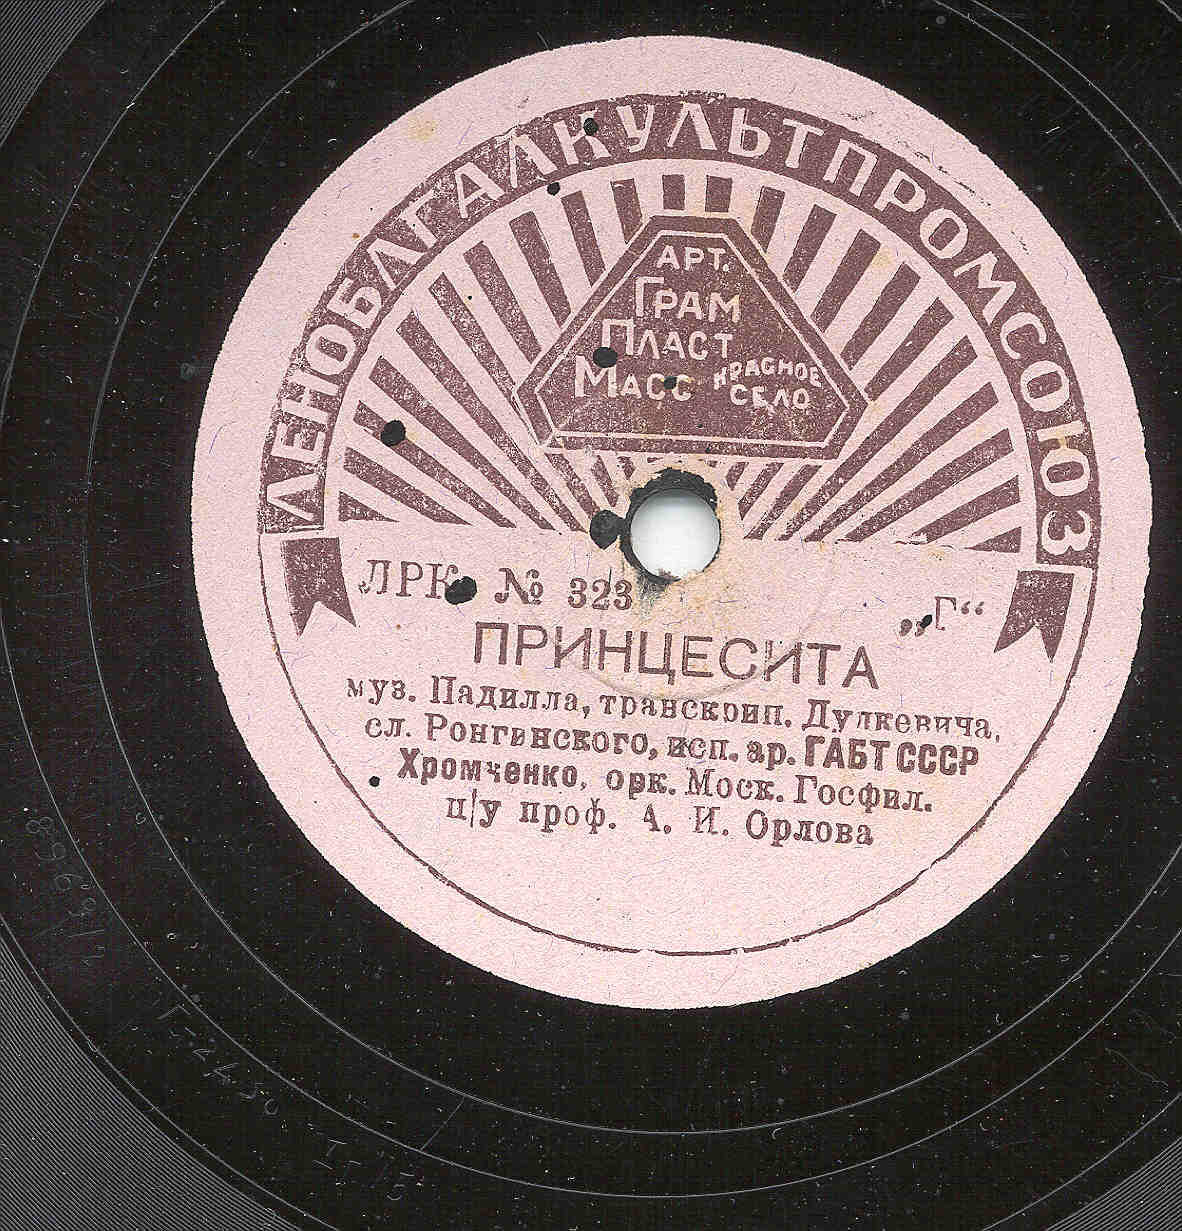 ЛЕНОБЛГАЛКУЛЬТПРОМСОЮЗ
АРТ.
ГРАМ
ПЛАСТ
МАСС КРАСНОЕ СЕЛО
ЛРК № 323 „Г“
ПРИНЦЕСИТА
муз. Падилла, транскрип. Дулкевича,
сл. Ронгинского, исп. ар. ГАБТ СССР
Хромченко, орк. Моск. Госфил.
п/у проф. А. И. Орлова